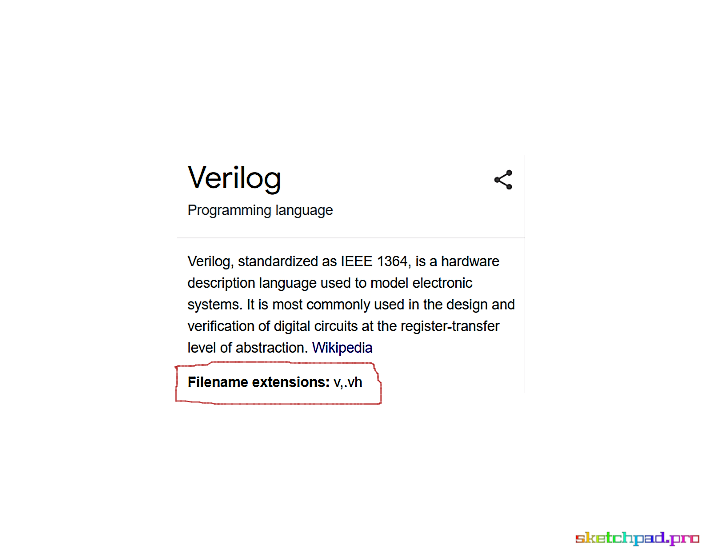 Verilog
Programming language
Verilog, standardized as IEEE 1364, is a hardware
description language used to model electronic
systems. It is most commonly used in the design and
verification of digital circuits at the register-transfer
level of abstraction. Wikipedia
Filename extensions: v,.vh
sketchpad.pro